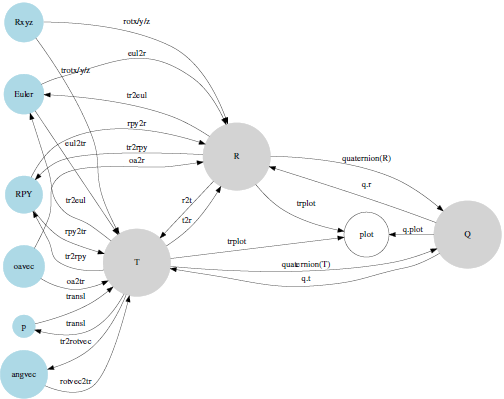 Rxyz
rotx/y/z
eul2r
trotx/y/z
Euler
tr2eul
rpy2r
eul2tr
tr2rpy
R
quaternion(R)
oa2r
q.r
RPY
tr2eul
r2t
trplot
t2r
rpy2tr
q.plot
plot
Q
trplot
tr2rpy
T
oavec
quaternion(T)
q.t
oa2tr
transl
p
transl
tr2rotvec
angvec
rotvec2tr